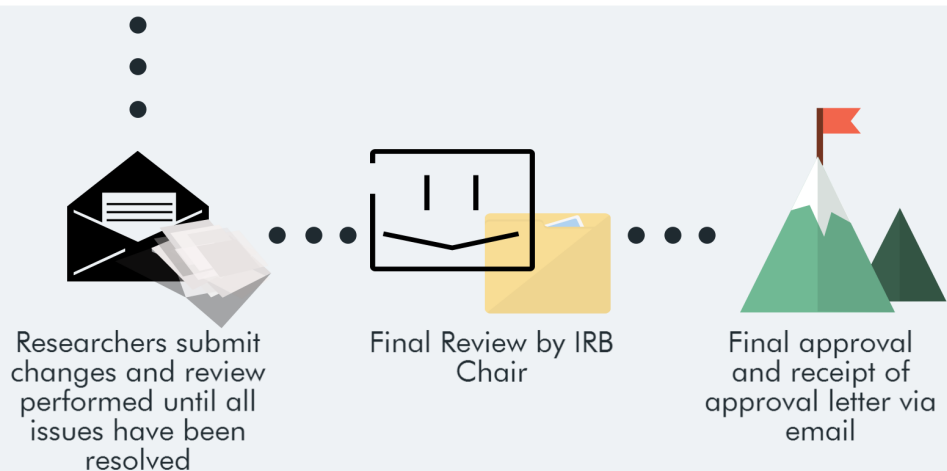 Researchers submit
changes and review
performed until all
issues have been
resolved
Final Review by IRB
Chair
Final approval
and receipt of
approval letter via
email